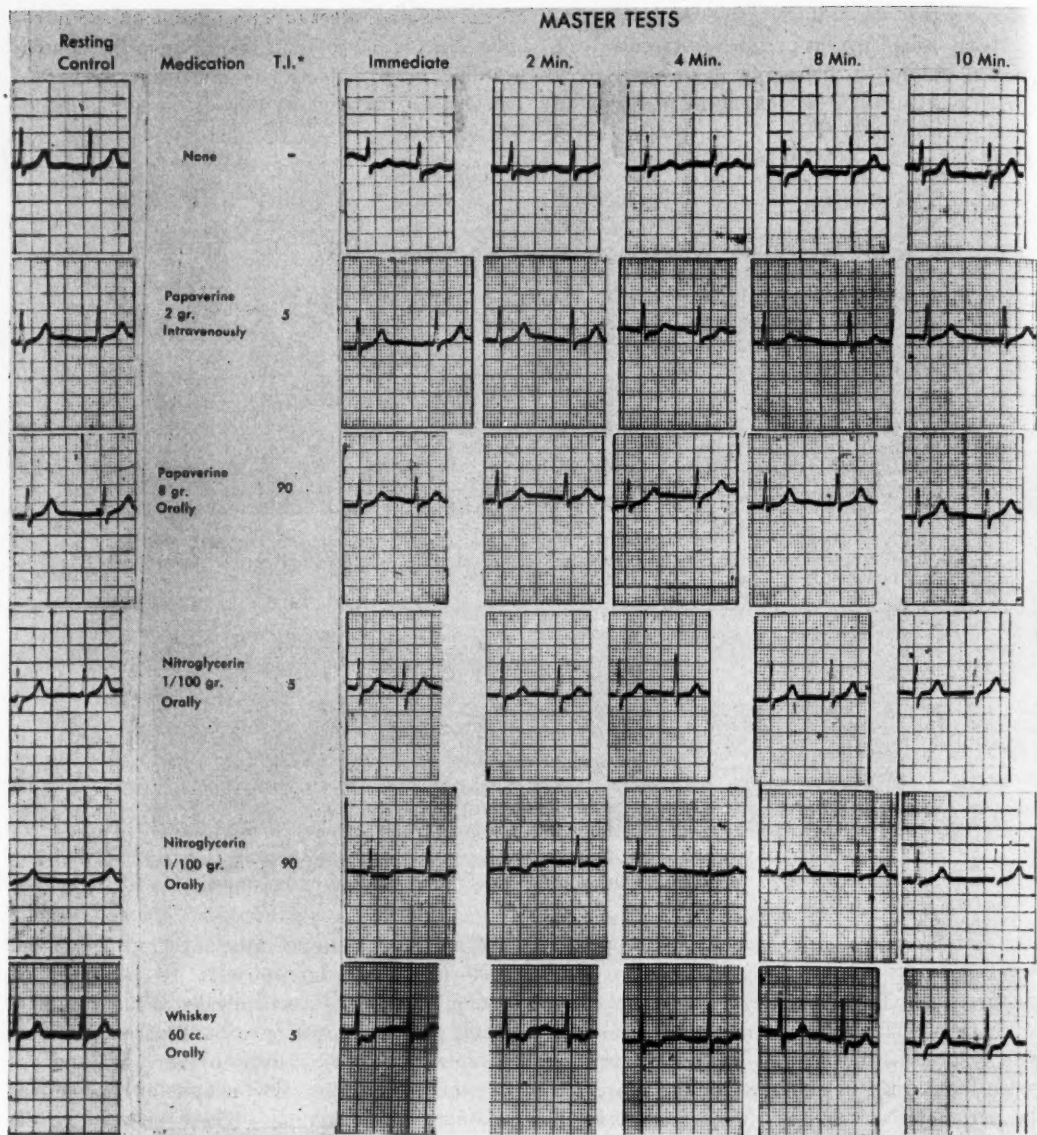 MASTER TESTS
Resting
Control
Medication
T.I.*
Immediate
2 Min.
4 Min.
8 Min.
10 Min.
None
-
Papaverine
2 gr.
Intravenously
5
Papaverine
8 gr.
Orally
90
Nitroglycerin
1/100 gr.
Orally
5
Nitroglycerin
1/100 gr.
Orally
90
Whiskey
60 cc.
Orally
5